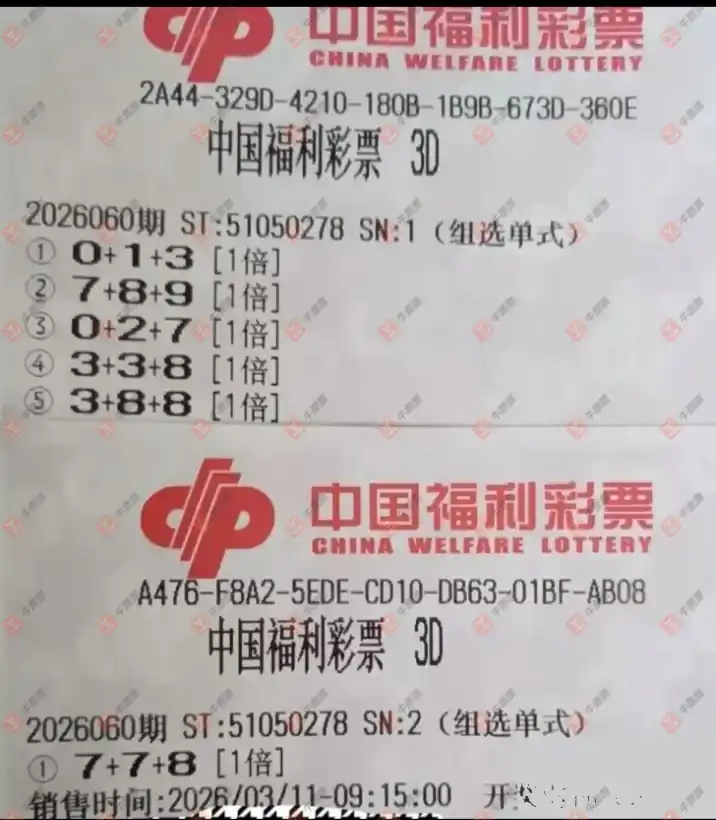 中国福利彩票
CHINA WELFARE LOTTERY
2A44-329D-4210-180B-1B9B-673D-360E
中国福利彩票 3D
2026060期 ST:51050278 SN:1 (组选单式)
① 0+1+3 [1倍]
② 7+8+9 [1倍]
③ 0+2+7 [1倍]
④ 3+3+8 [1倍]
⑤ 3+8+8 [1倍]
中国福利彩票
CHINA WELFARE LOTTERY
A476-F8A2-5EDE-CD10-DB63-01BF-AB08
中国福利彩票 3D
2026060期 ST:51050278 SN:2 (组选单式)
① 7+7+8 [1倍]
销售时间:2026/03/11-09:15:00 开